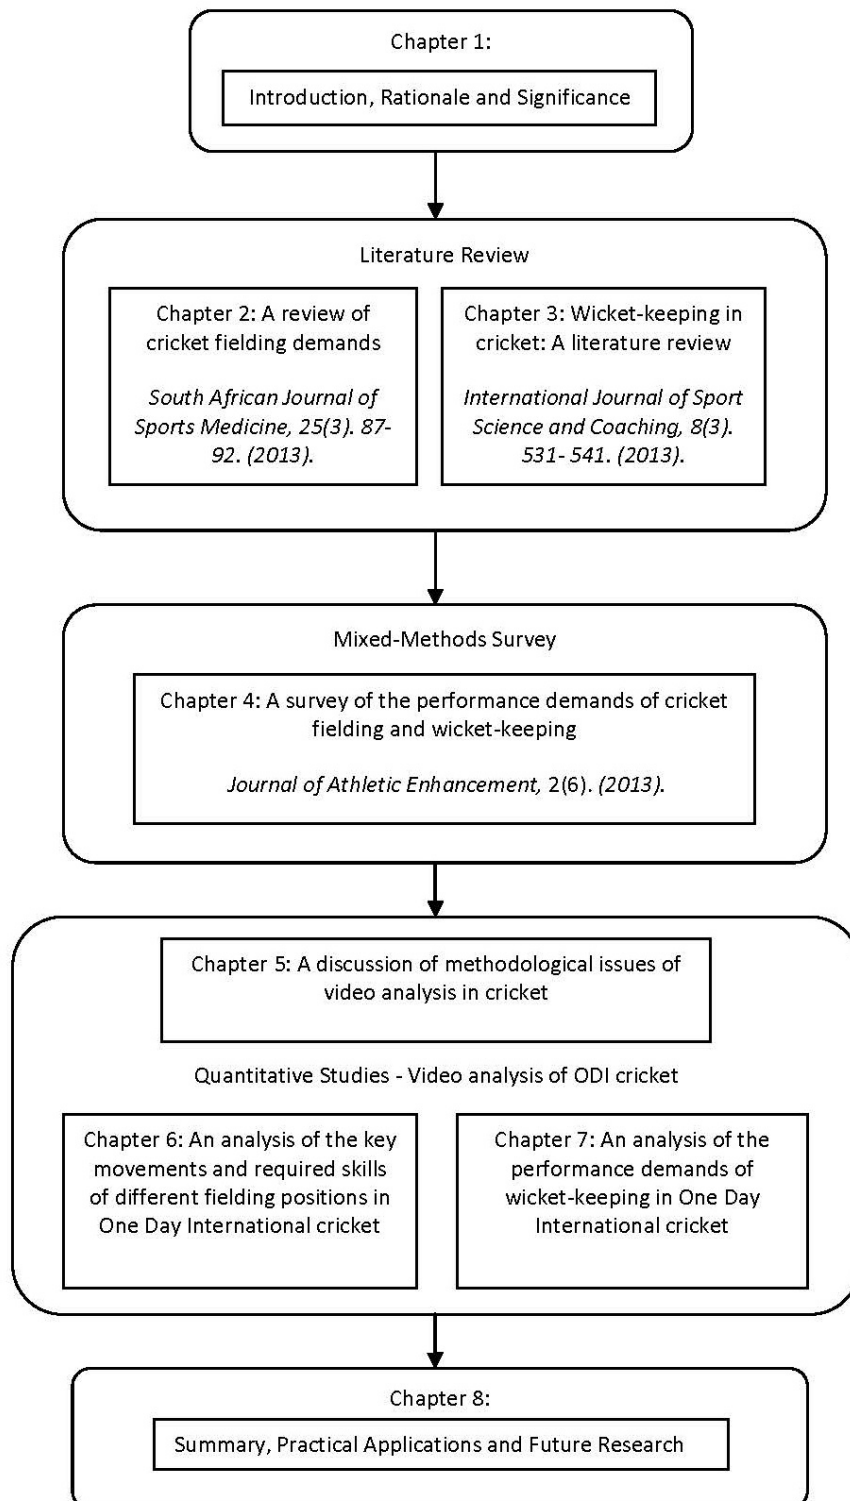 Chapter 1:
Introduction, Rationale and Significance
Literature Review
Chapter 2: A review of
cricket fielding demands
South African Journal of
Sports Medicine, 25(3). 87-
92. (2013).
Chapter 3: Wicket-keeping in
cricket: A literature review
International Journal of Sport
Science and Coaching, 8(3).
531- 541. (2013).
Mixed-Methods Survey
Chapter 4: A survey of the performance demands of cricket
fielding and wicket-keeping
Journal of Athletic Enhancement, 2(6). (2013).
Chapter 5: A discussion of methodological issues of
video analysis in cricket
Quantitative Studies - Video analysis of ODI cricket
Chapter 6: An analysis of the key
movements and required skills
of different fielding positions in
One Day International cricket
Chapter 7: An analysis of the
performance demands of
wicket-keeping in One Day
International cricket
Chapter 8:
Summary, Practical Applications and Future Research